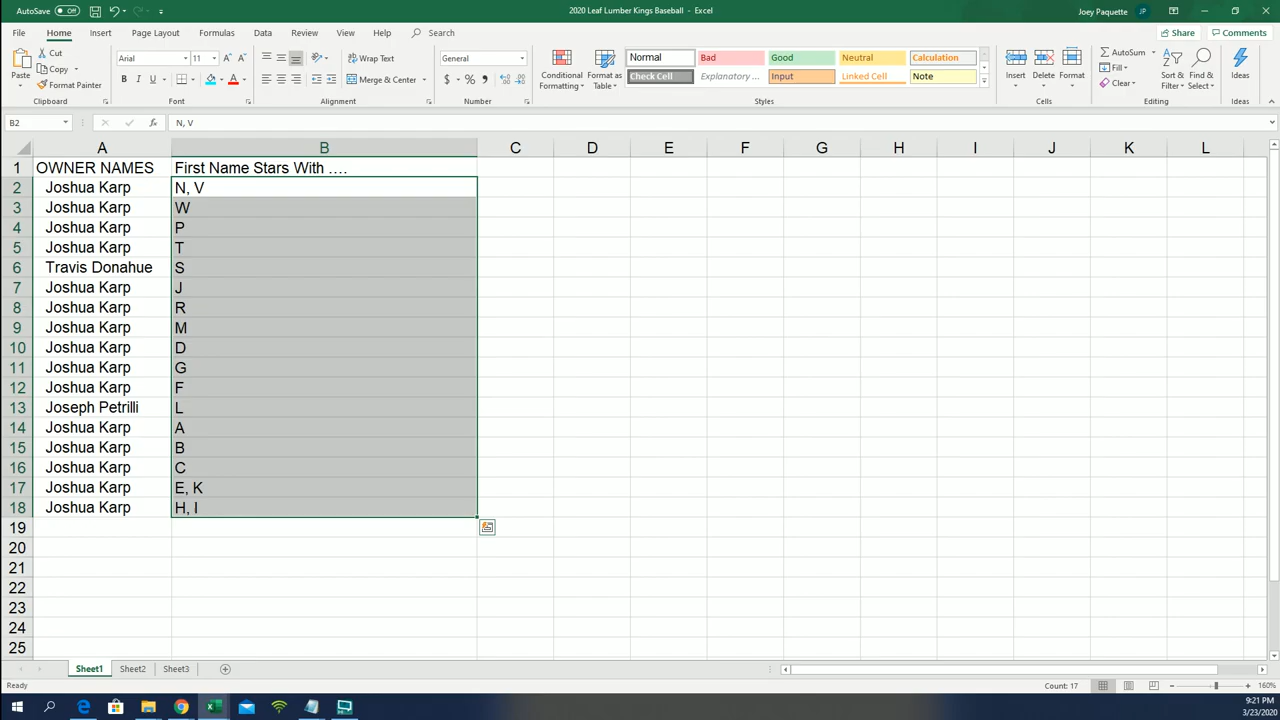 AutoSave Off 2020 Leaf Lumber Kings Baseball - Excel Joey Paquette JP
File Home Insert Page Layout Formulas Data Review View Help Search Share Comments
Paste Cut Copy Format Painter Clipboard
Arial 11 B I U A Font
Wrap Text Merge & Center Alignment
General $ % , Number
Conditional Formatting Format as Table
Normal Bad Good Neutral Calculation
Check Cell Explanatory ... Input Linked Cell Note
Styles
Insert Delete Format Cells
AutoSum Fill Clear Sort & Filter Find & Select Editing
Ideas Ideas
B2 fx N, V
A B C D E F G H I J K L
1 OWNER NAMES First Name Stars With ....
2 Joshua Karp N, V
3 Joshua Karp W
4 Joshua Karp P
5 Joshua Karp T
6 Travis Donahue S
7 Joshua Karp J
8 Joshua Karp R
9 Joshua Karp M
10 Joshua Karp D
11 Joshua Karp G
12 Joshua Karp F
13 Joseph Petrilli L
14 Joshua Karp A
15 Joshua Karp B
16 Joshua Karp C
17 Joshua Karp E, K
18 Joshua Karp H, I
19
20
21
22
23
24
25
Sheet1 Sheet2 Sheet3
Ready Count: 17 160%
9:21 PM
3/23/2020